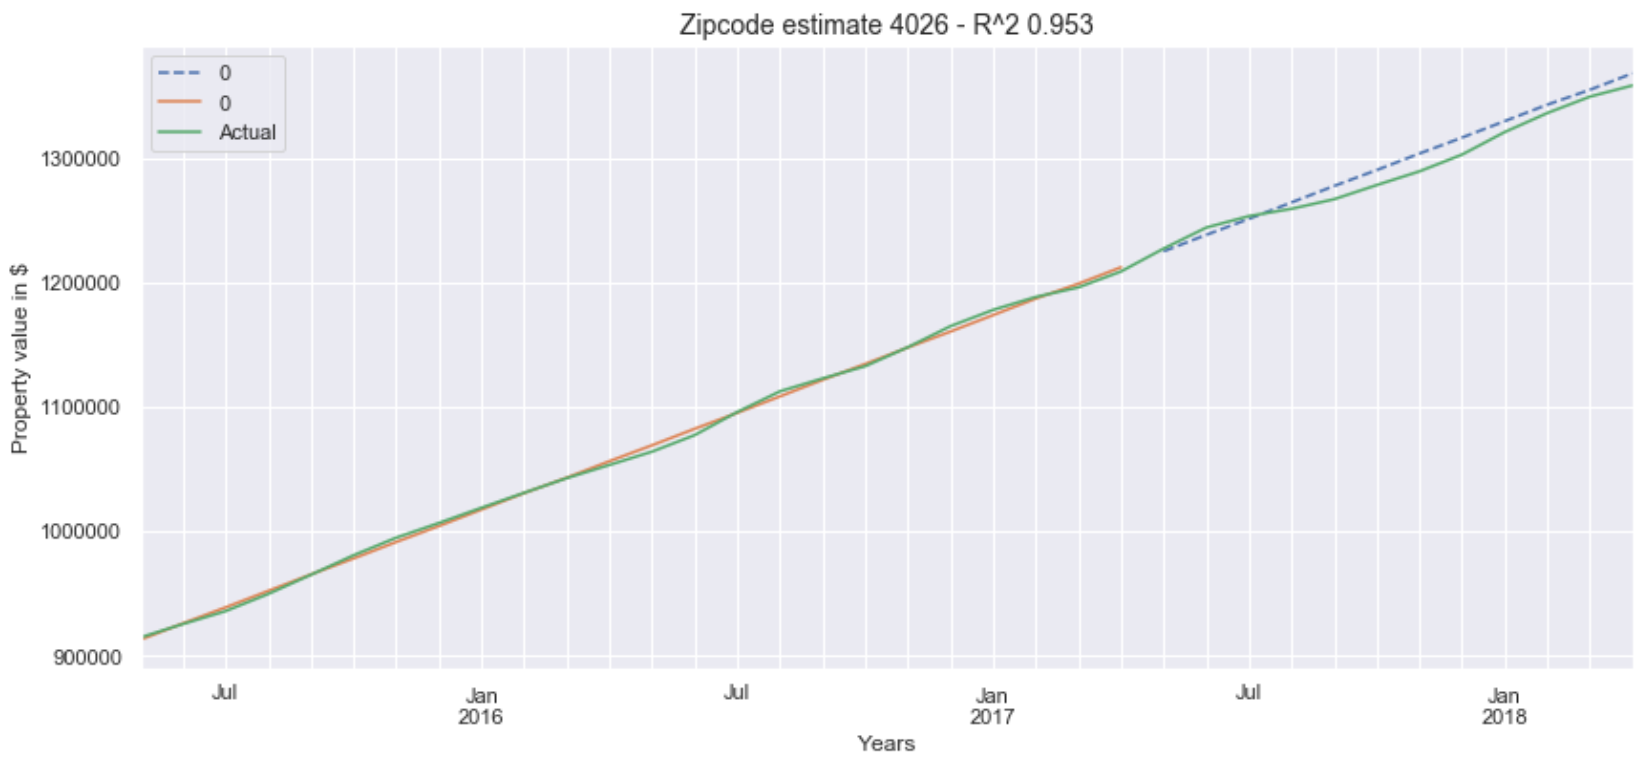 Zipcode estimate 4026 - R^2 0.953
0
0
Actual
1300000
1200000
1100000
1000000
900000
Property value in $
Jul
Jan
2016
Jul
Jan
2017
Jul
Jan
2018
Years